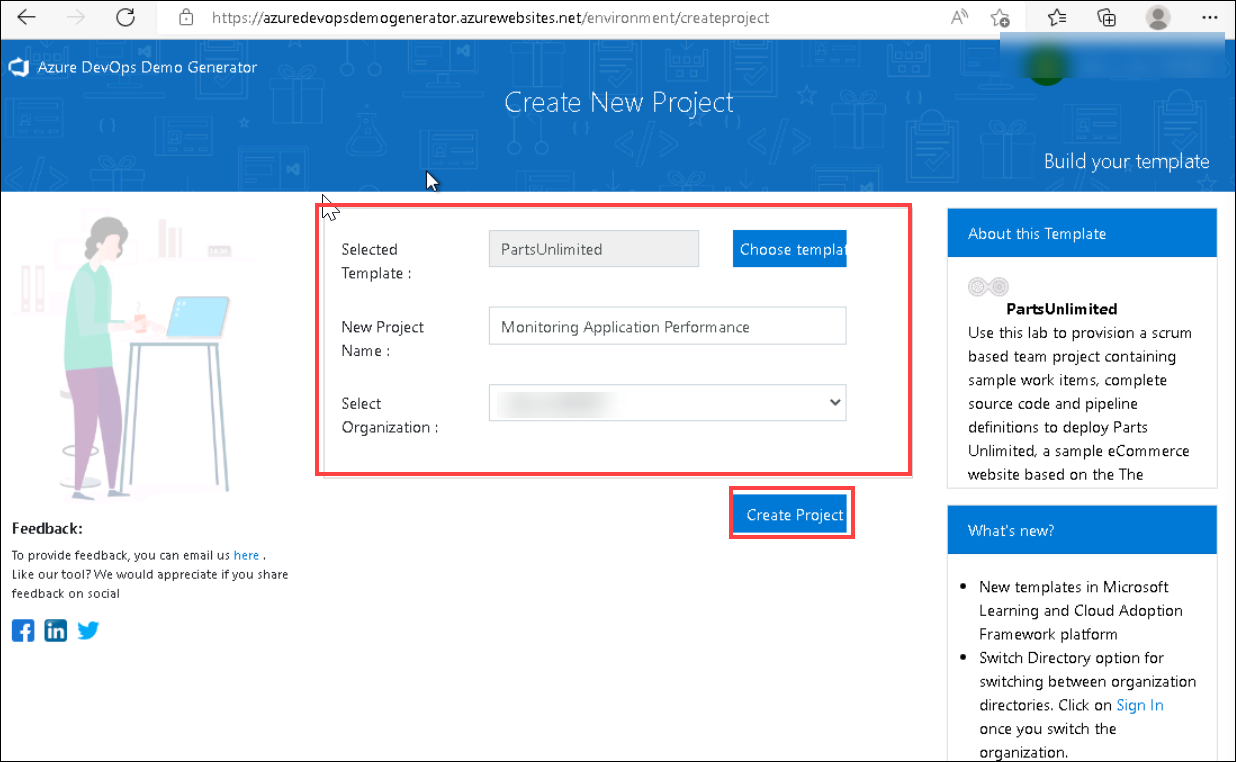 https://azuredevopsdemogenerator.azurewebsites.net/environment/createproject
Azure DevOps Demo Generator
Create New Project
Build your template
Selected
Template :
PartsUnlimited
Choose templat
New Project
Name :
Monitoring Application Performance
Select
Organization :
Create Project
Feedback:
To provide feedback, you can email us here .
Like our tool? We would appreciate if you share
feedback on social
About this Template
PartsUnlimited
Use this lab to provision a scrum
based team project containing
sample work items, complete
source code and pipeline
definitions to deploy Parts
Unlimited, a sample eCommerce
website based on the The
What's new?
New templates in Microsoft
Learning and Cloud Adoption
Framework platform
Switch Directory option for
switching between organization
directories. Click on Sign In
once you switch the
organization.